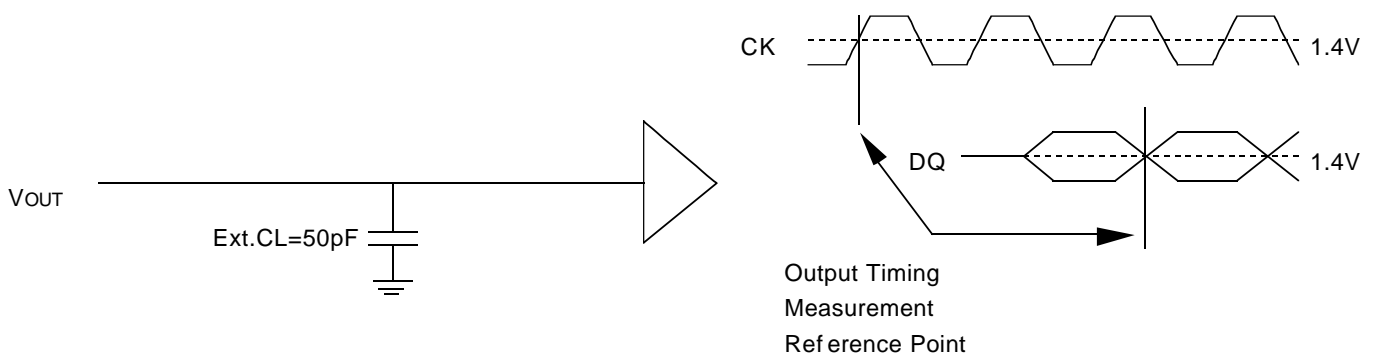 VOUT
Ext.CL=50pF
CK
1.4V
DQ
1.4V
Output Timing
Measurement
Ref erence Point